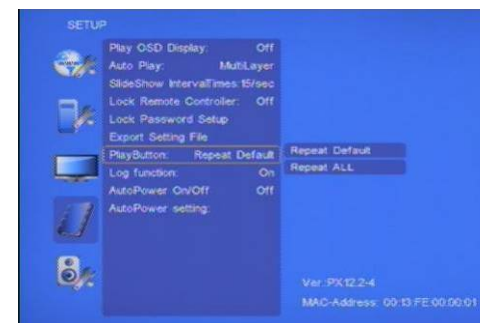 SETUP
Play OSD Display: Off
Auto Play: MultiLayer
SlideShow IntervalTimes: 15/sec
Lock Remote Controller: Off
Lock Password Setup
Export Setting File
PlayButton: Repeat Default
Repeat Default
Log function: On
Repeat ALL
AutoPower On/Off Off
AutoPower setting:
Ver.:PX12.2-4
MAC-Address: 00:13:FE:00:00:01